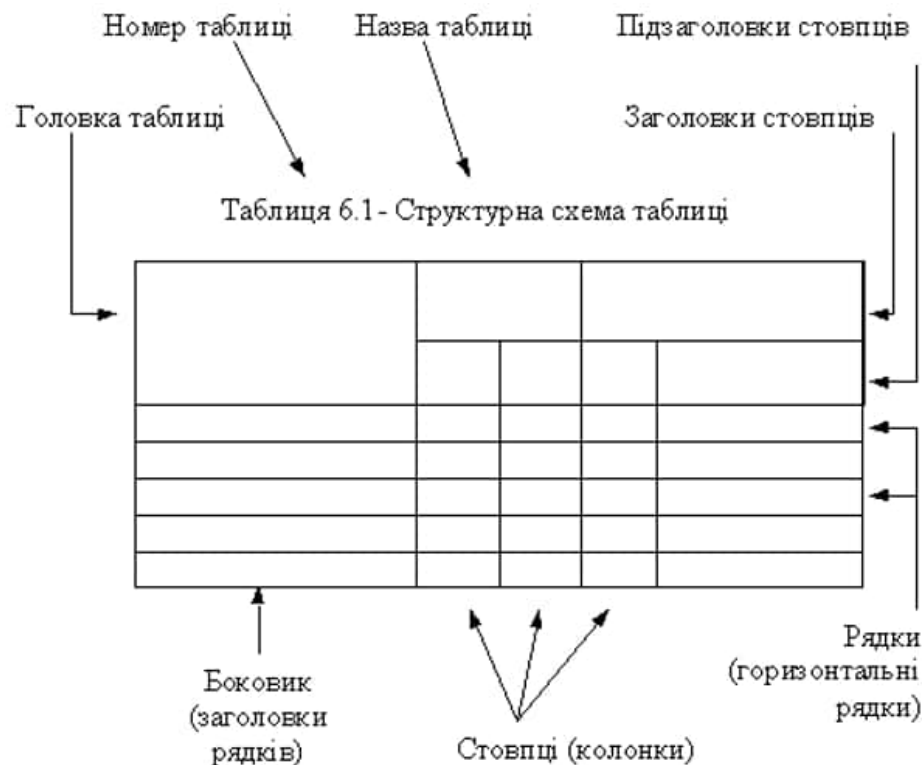 Номер таблиці
Назва таблиці
Підзаголовки стовпців
Головка таблиці
Заголовки стовпців
Таблиця 6.1 - Структурна схема таблиці
Рядки
(горизонтальні
рядки)
Боковик
(заголовки
рядків)
Стовпці (колонки)